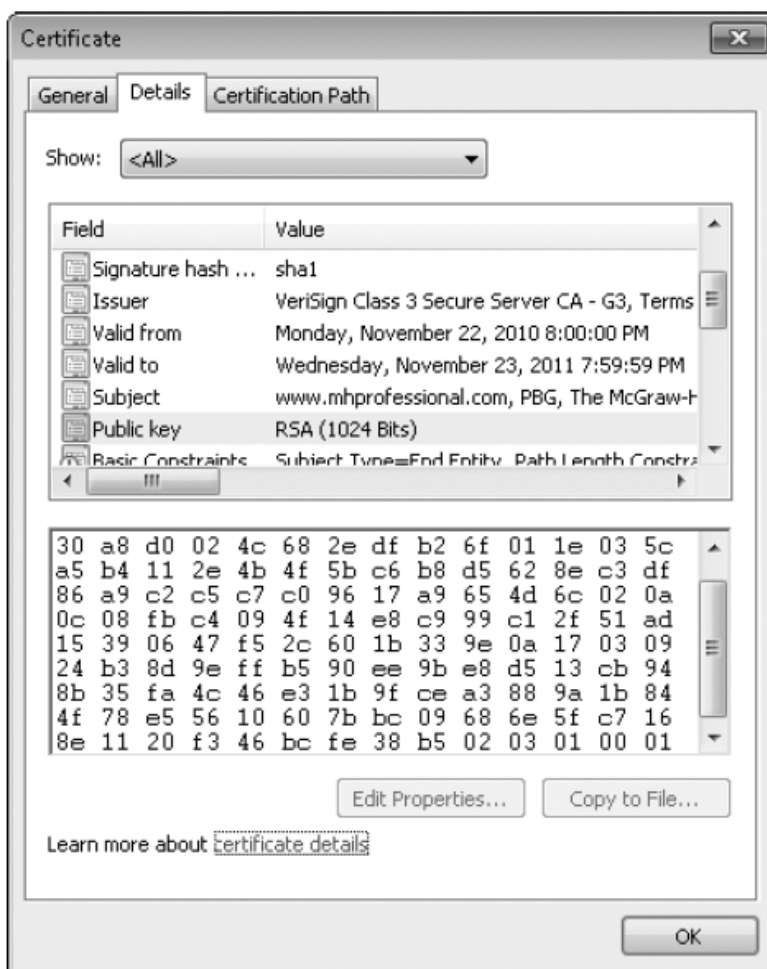 Certificate
General Details Certification Path
Show: <All>
Field Value
Signature hash ... sha1
Issuer VeriSign Class 3 Secure Server CA - G3, Terms
Valid from Monday, November 22, 2010 8:00:00 PM
Valid to Wednesday, November 23, 2011 7:59:59 PM
Subject www.mhprofessional.com, PBG, The McGraw-H
Public key RSA (1024 Bits)
Basic Constraints Subject Type=End Entity, Path Length Constra
30 a8 d0 02 4c 68 2e df b2 6f 01 1e 03 5c
a5 b4 11 2e 4b 4f 5b c6 b8 d5 62 8e c3 df
86 a9 c2 c5 c7 c0 96 17 a9 65 4d 6c 02 0a
0c 08 fb c4 09 4f 14 e8 c9 99 c1 2f 51 ad
15 39 06 47 f5 2c 60 1b 33 9e 0a 17 03 09
24 b3 8d 9e ff b5 90 ee 9b e8 d5 13 cb 94
8b 35 fa 4c 46 e3 1b 9f ce a3 88 9a 1b 84
4f 78 e5 56 10 60 7b bc 09 68 6e 5f c7 16
8e 11 20 f3 46 bc fe 38 b5 02 03 01 00 01
Edit Properties... Copy to File...
Learn more about certificate details
OK